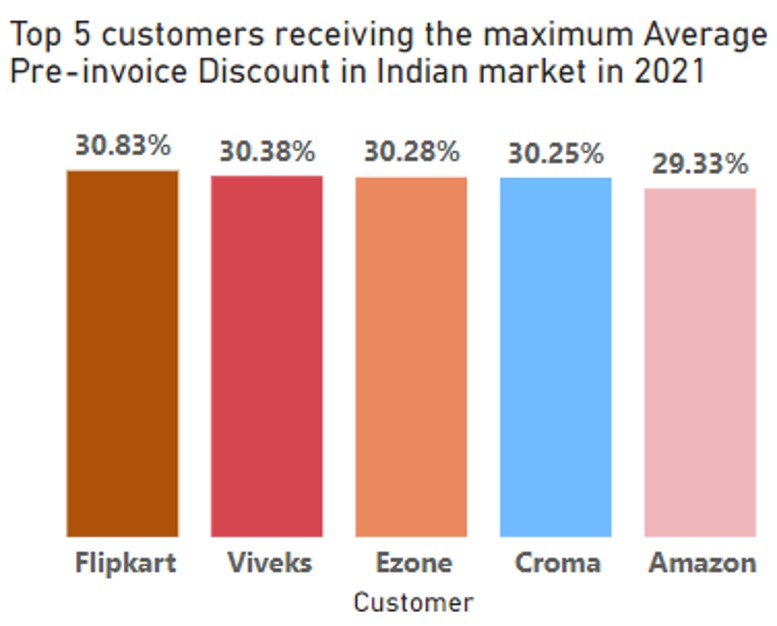 Top 5 customers receiving the maximum Average
Pre-invoice Discount in Indian market in 2021
30.83% 30.38% 30.28% 30.25% 29.33%
Flipkart Viveks Ezone Croma Amazon
Customer